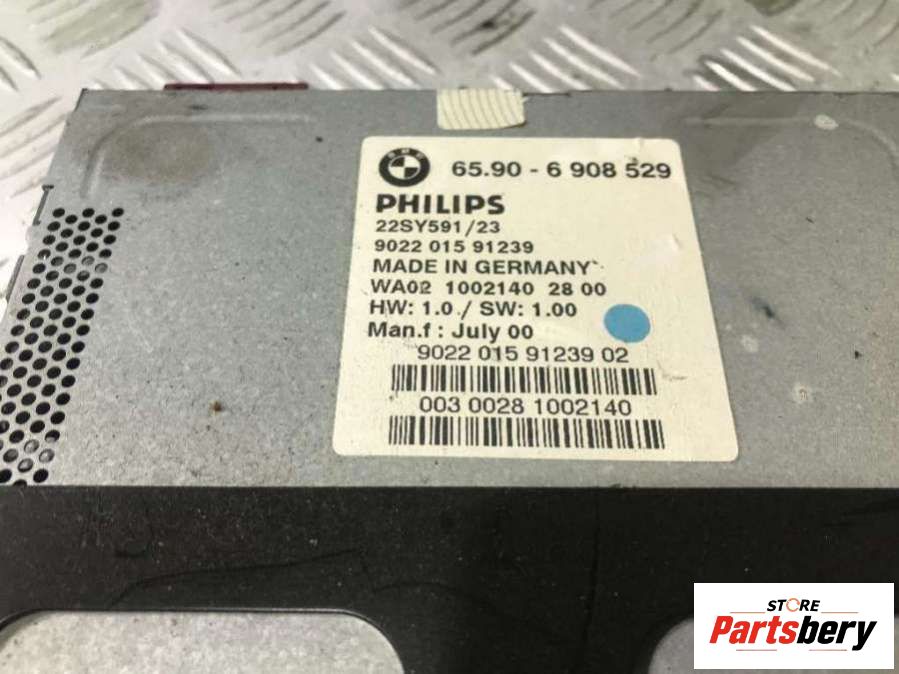 65.90 - 6 908 529
PHILIPS
22SY591/23
9022 015 91239
MADE IN GERMANY
WA02 1002140 28 00
HW: 1.0 / SW: 1.00
Man.f : July 00
9022 015 91239 02
003 0028 1002140
STORE
Partsbery